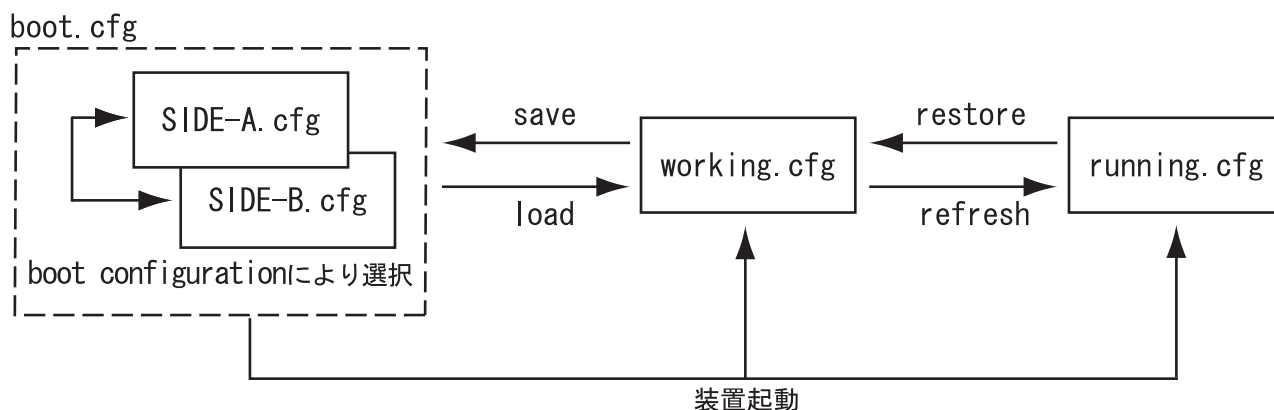 boot.cfg
SIDE-A.cfg
SIDE-B.cfg
boot configurationにより選択
save
load
working.cfg
restore
refresh
running.cfg
装置起動